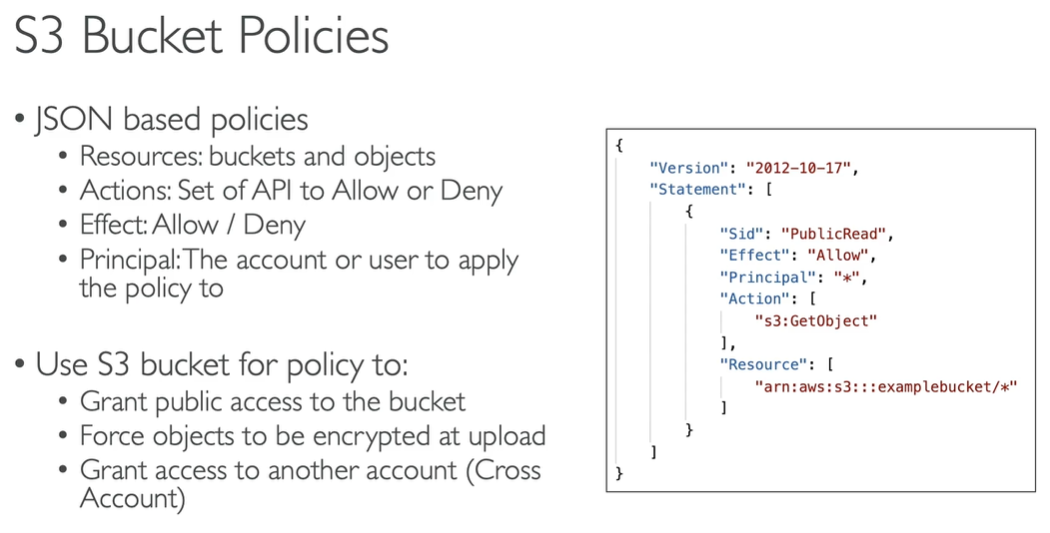 S3 Bucket Policies
• JSON based policies
• Resources: buckets and objects
• Actions: Set of API to Allow or Deny
• Effect: Allow / Deny
• Principal: The account or user to apply
the policy to
• Use S3 bucket for policy to:
• Grant public access to the bucket
• Force objects to be encrypted at upload
• Grant access to another account (Cross
Account)
{
"Version": "2012-10-17",
"Statement": [
{
"Sid": "PublicRead",
"Effect": "Allow",
"Principal": "*",
"Action": [
"s3:GetObject"
],
"Resource": [
"arn:aws:s3:::examplebucket/*"
]
}
]
}